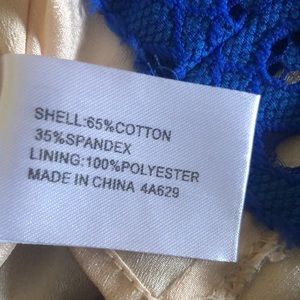 SHELL:65%COTTON
35%SPANDEX
LINING:100%POLYESTER
MADE IN CHINA 4A629